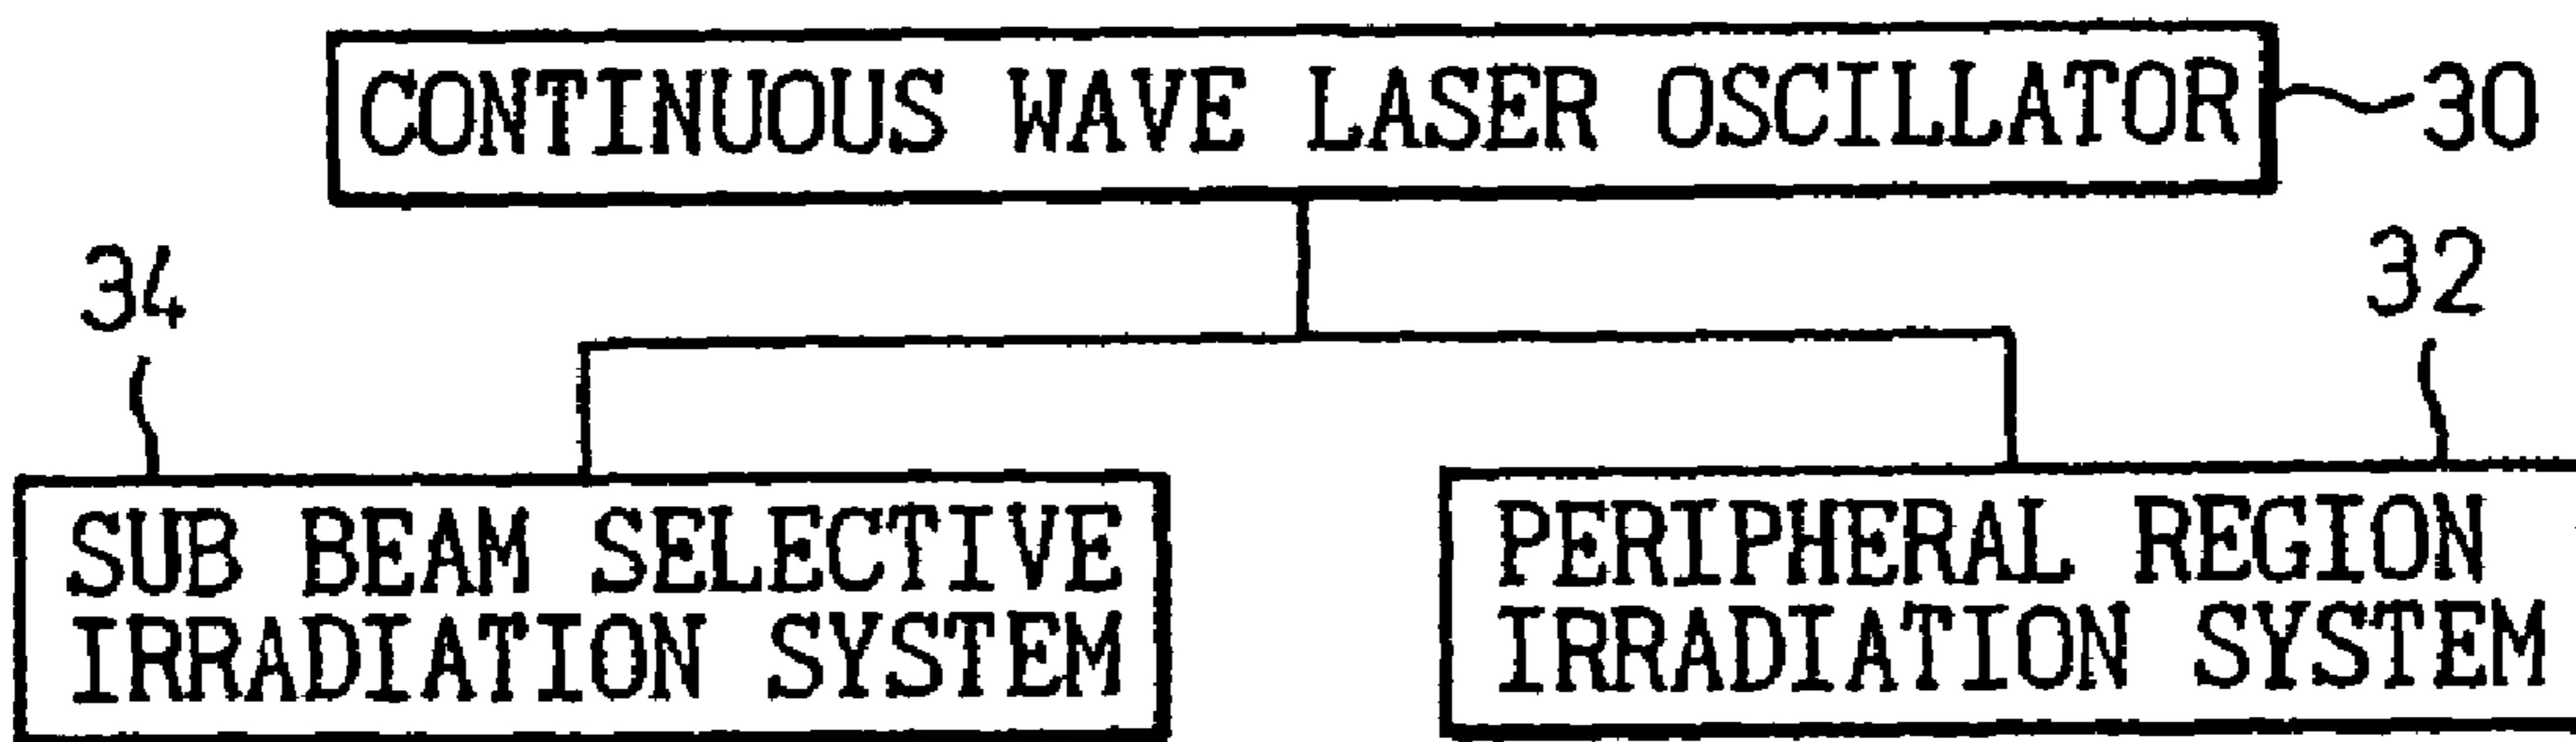 CONTINUOUS WAVE LASER OSCILLATOR
30
34
32
SUB BEAM SELECTIVE
IRRADIATION SYSTEM
PERIPHERAL REGION
IRRADIATION SYSTEM